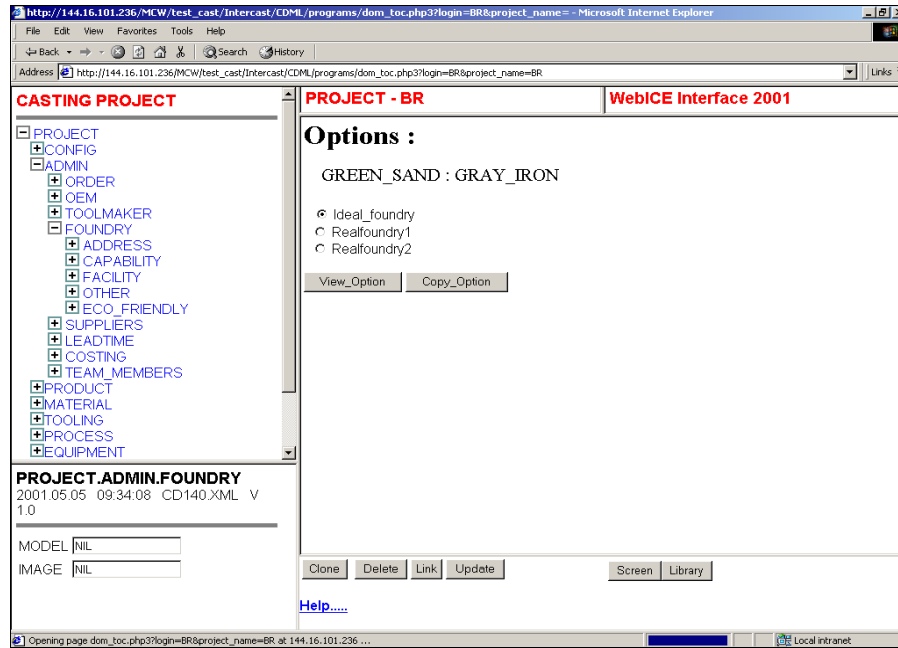 http://144.16.101.236/MCW/test_cast/Intercast/CDML/programs/dom_toc.php3?login=BR&project_name= - Microsoft Internet Explorer
File Edit View Favorites Tools Help
Back Search History
Address http://144.16.101.236/MCW/test_cast/Intercast/CDML/programs/dom_toc.php3?login=BR&project_name=BR Links
CASTING PROJECT
PROJECT
CONFIG
ADMIN
ORDER
OEM
TOOLMAKER
FOUNDRY
ADDRESS
CAPABILITY
FACILITY
OTHER
ECO_FRIENDLY
SUPPLIERS
LEADTIME
COSTING
TEAM_MEMBERS
PRODUCT
MATERIAL
TOOLING
PROCESS
EQUIPMENT
PROJECT.ADMIN.FOUNDRY
2001.05.05 09:34:08 CD140.XML V
1.0
MODEL NIL
IMAGE NIL
PROJECT - BR
WebICE Interface 2001
Options :
GREEN_SAND : GRAY_IRON
Ideal_foundry
Realfoundry1
Realfoundry2
View_Option Copy_Option
Clone Delete Link Update Screen Library
Help.....
Opening page dom_toc.php3?login=BR&project_name=BR at 144.16.101.236 ... Local intranet